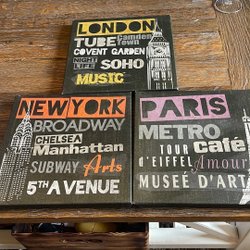 LONDON
TUBE Camden Town
COVENT GARDEN
NIGHT LIFE SOHO
MUSIC
NEW YORK
BROADWAY
CHELSEA
Manhattan
SUBWAY Arts
5TH AVENUE
PARIS
METRO
TOUR café
d'EIFFEL Amour
MUSEÉ D'ART